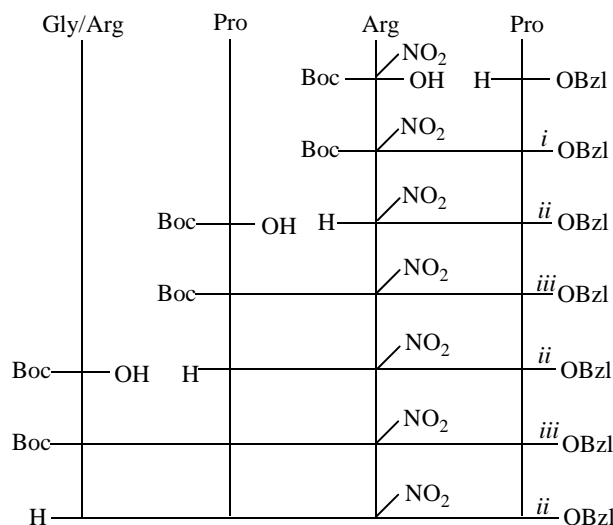 Gly/Arg Pro Arg Pro
NO2
Boc OH H OBzl
NO2
Boc i OBzl
NO2
Boc OH H ii OBzl
NO2
Boc iii OBzl
NO2
Boc OH H ii OBzl
NO2
Boc iii OBzl
NO2
H ii OBzl